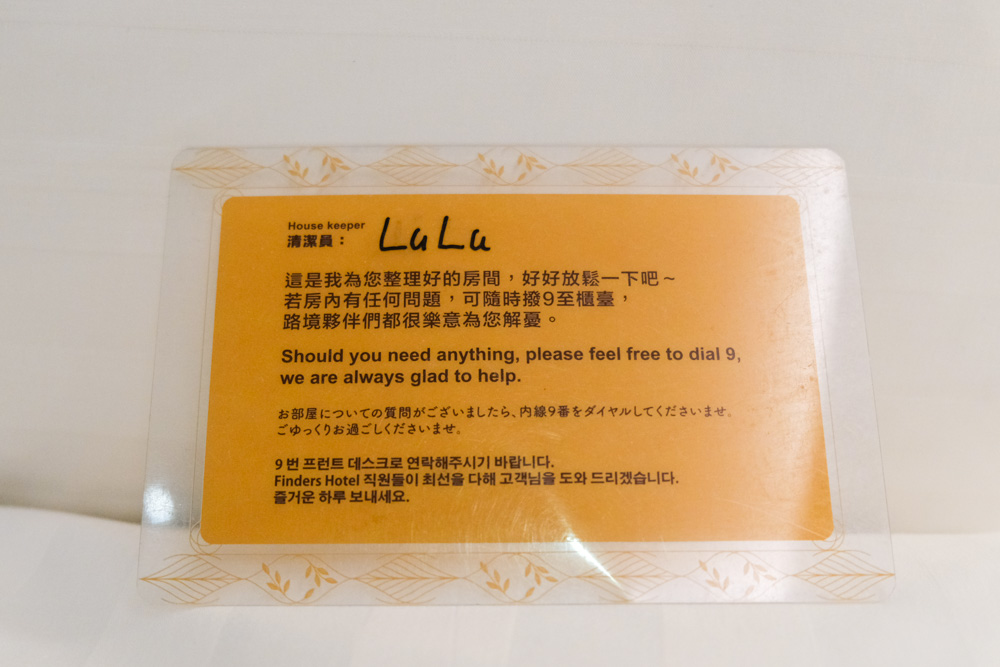 House keeper
清潔員： LuLu
這是我為您整理好的房間，好好放鬆一下吧～
若房內有任何問題，可隨時撥9至櫃臺，
路境夥伴們都很樂意為您解憂。
Should you need anything, please feel free to dial 9,
we are always glad to help.
お部屋についての質問がございましたら、内線9番をダイヤルしてくださいませ。
ごゆっくりお過ごしくださいませ。
9 번 프런트 데스크로 연락해주시기 바랍니다.
Finders Hotel 직원들이 최선을 다해 고객님을 도와 드리겠습니다.
즐거운 하루 보내세요.